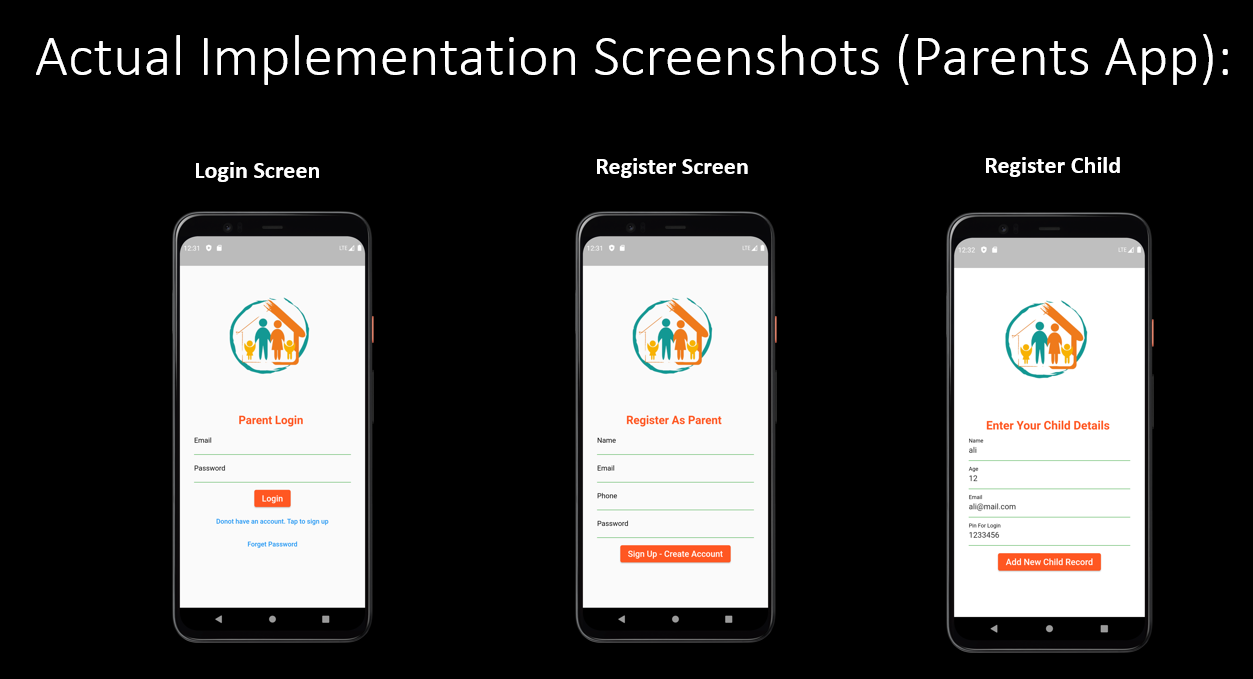 Actual Implementation Screenshots (Parents App):
Login Screen
12:31
LTE
Parent Login
Email
Password
Login
Donot have an account. Tap to sign up
Forget Password
Register Screen
12:31
LTE
Register As Parent
Name
Email
Phone
Password
Sign Up - Create Account
Register Child
12:32
LTE
Enter Your Child Details
Name
ali
Age
12
Email
ali@mail.com
Pin For Login
1233456
Add New Child Record